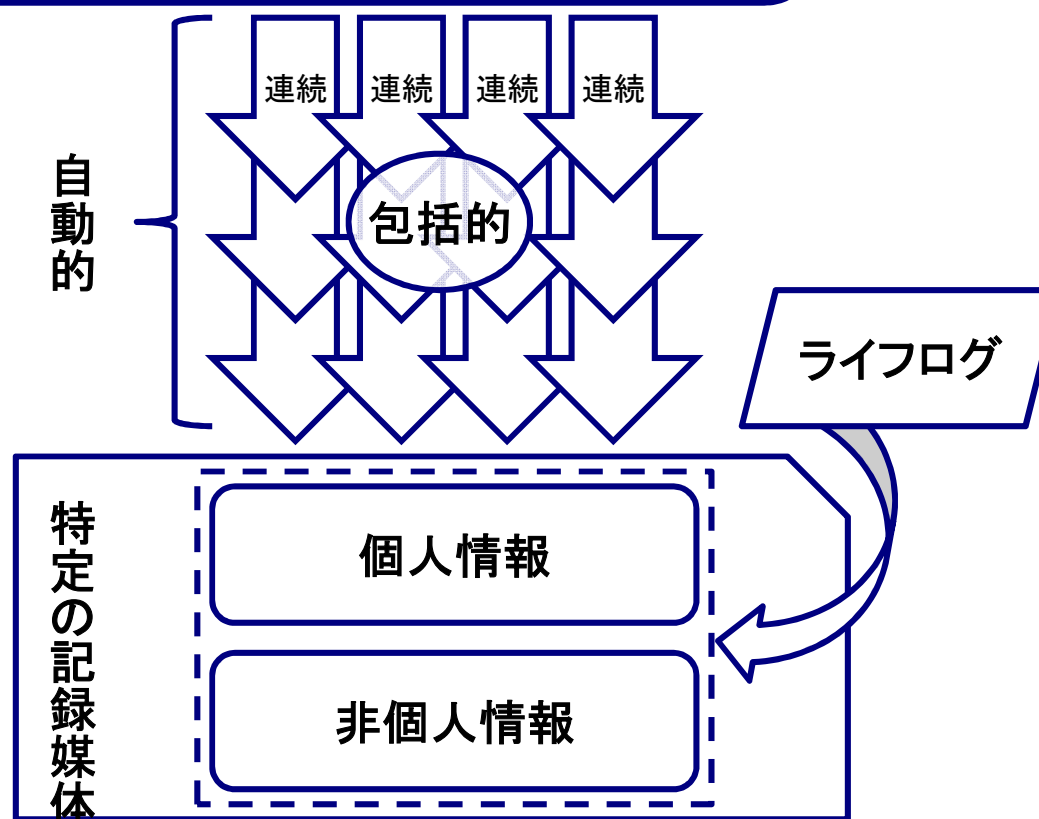 連続 連続 連続 連続
自動的
包括的
ライフログ
特定の記録媒体
個人情報
非個人情報